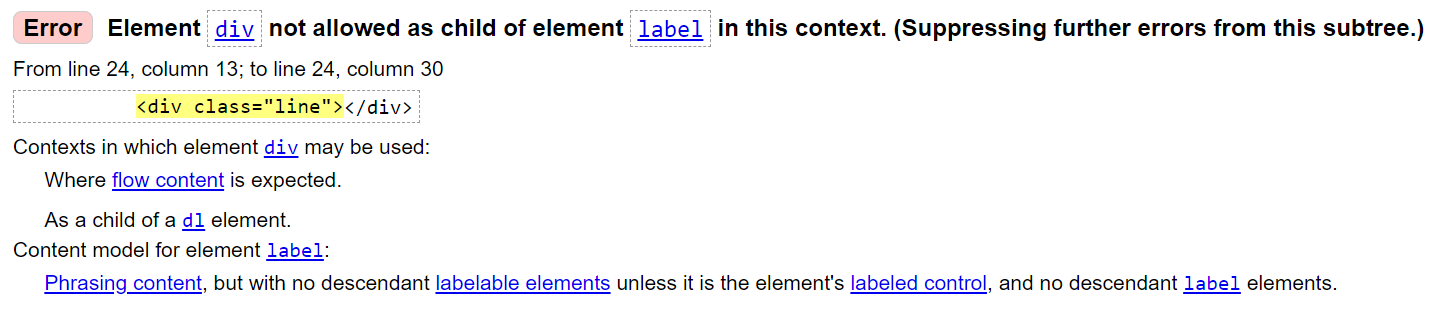 Error Element div not allowed as child of element label in this context. (Suppressing further errors from this subtree.)
From line 24, column 13; to line 24, column 30
<div class="line"></div>
Contexts in which element div may be used:
Where flow content is expected.
As a child of a dl element.
Content model for element label:
Phrasing content, but with no descendant labelable elements unless it is the element's labeled control, and no descendant label elements.